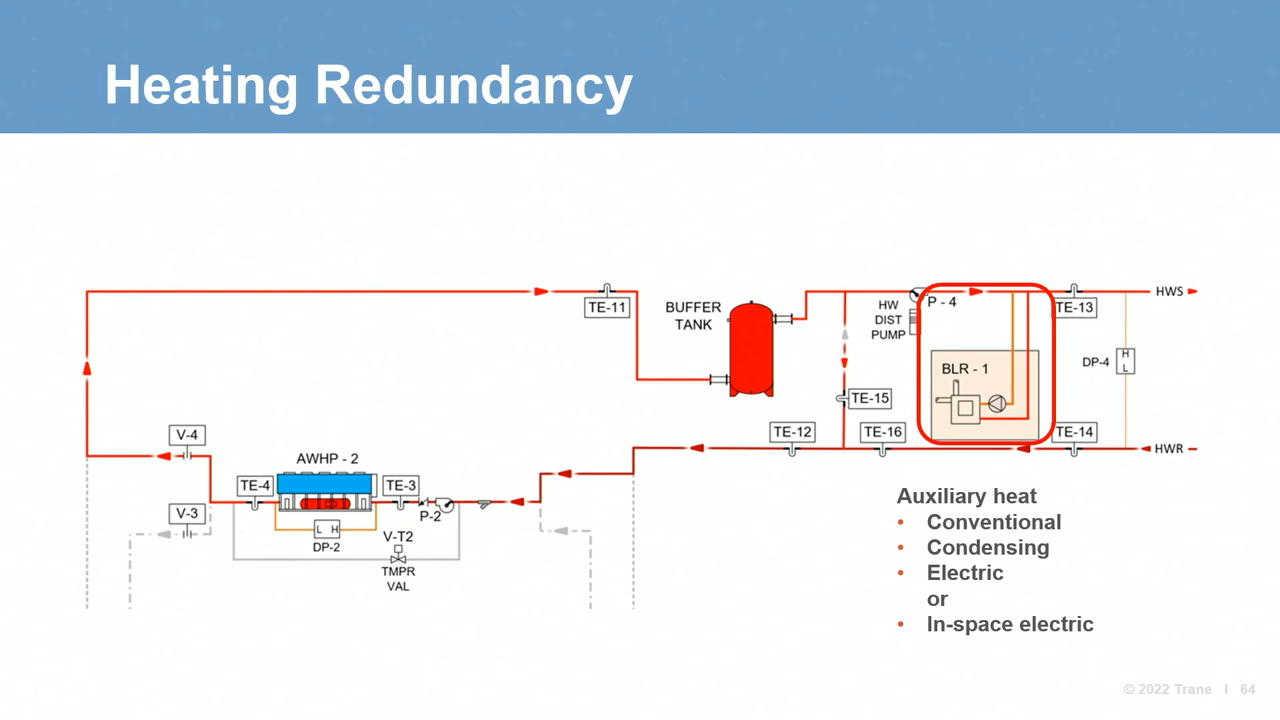 Heating Redundancy
TE-11
BUFFER
TANK
HW
DIST
PUMP
P - 4
TE-13
HWS
BLR - 1
DP-4
H
L
TE-15
V-4
AWHP - 2
TE-12
TE-16
TE-14
HWR
TE-4
TE-3
V-3
P-2
L H
DP-2
V-T2
TMPR
VAL
Auxiliary heat
• Conventional
• Condensing
• Electric
or
• In-space electric
© 2022 Trane I 64